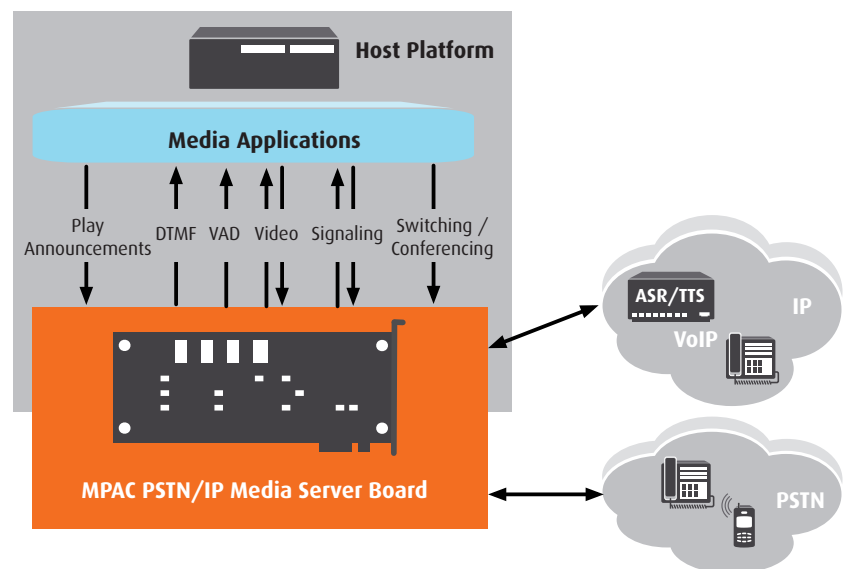 Host Platform
Media Applications
Play
Announcements
DTMF
VAD
Video
Signaling
Switching /
Conferencing
ASR/TTS
IP
VoIP
MPAC PSTN/IP Media Server Board
PSTN